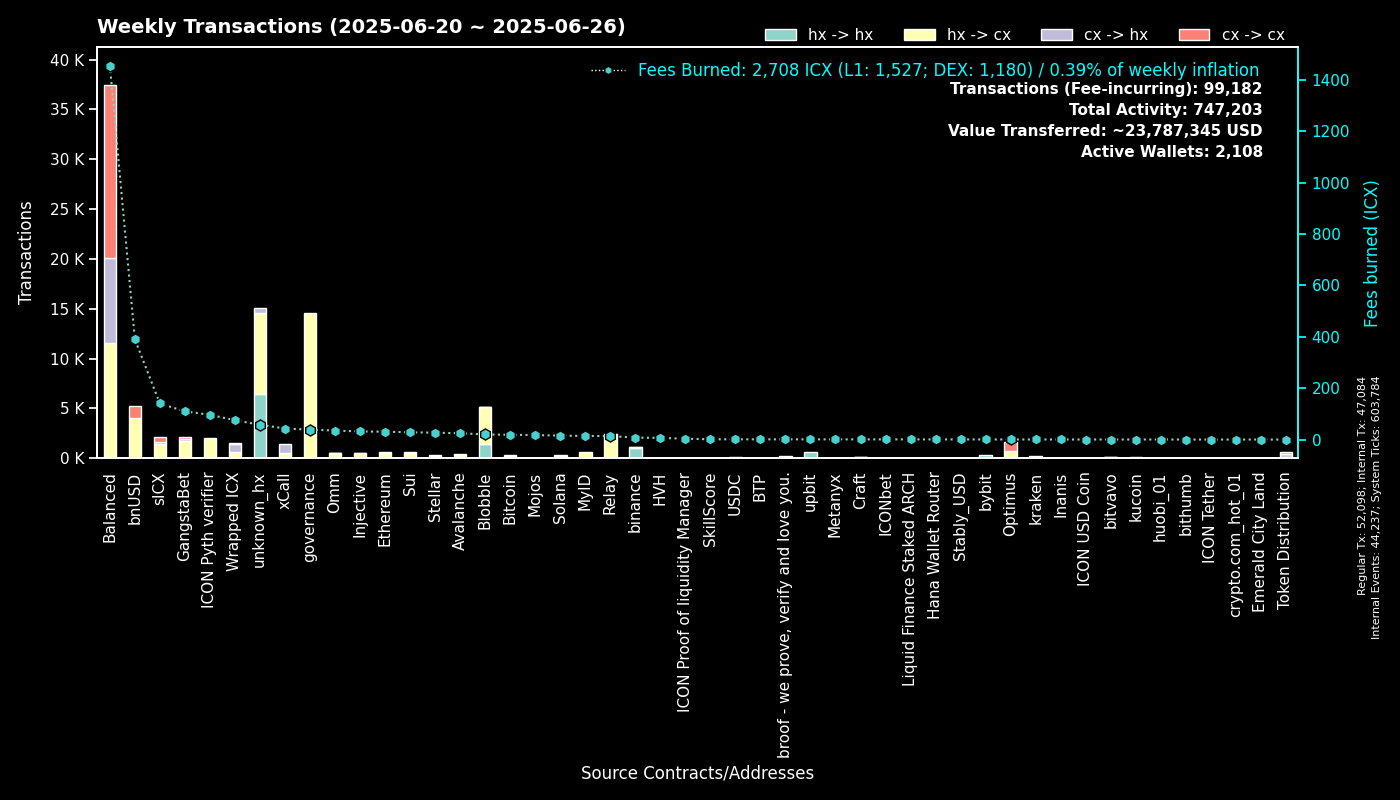 Weekly Transactions (2025-06-20 ~ 2025-06-26)
hx -> hx
hx -> cx
cx -> hx
cx -> cx
Fees Burned: 2,708 ICX (L1: 1,527; DEX: 1,180) / 0.39% of weekly inflation
Transactions (Fee-incurring): 99,182
Total Activity: 747,203
Value Transferred: ~23,787,345 USD
Active Wallets: 2,108
Transactions
40 K
35 K
30 K
25 K
20 K
15 K
10 K
5 K
0 K
1400
1200
1000
800
600
400
200
0
Fees burned (ICX)
Regular Tx: 52,098; Internal Tx: 47,084
Internal Events: 44,237; System Ticks: 603,784
Balanced
bnUSD
sICX
GangstaBet
ICON Pyth verifier
Wrapped ICX
unknown_hx
xCall
governance
Omm
Injective
Ethereum
Sui
Stellar
Avalanche
Blobble
Bitcoin
Mojos
Solana
MyID
Relay
binance
HVH
ICON Proof of liquidity Manager
SkillScore
USDC
BTP
broof - we prove, verify and love you.
upbit
Metanyx
Craft
ICONbet
Liquid Finance Staked ARCH
Hana Wallet Router
Stably_USD
bybit
Optimus
kraken
Inanis
ICON USD Coin
bitvavo
kucoin
huobi_01
bithumb
ICON Tether
crypto.com_hot_01
Emerald City Land
Token Distribution
Source Contracts/Addresses